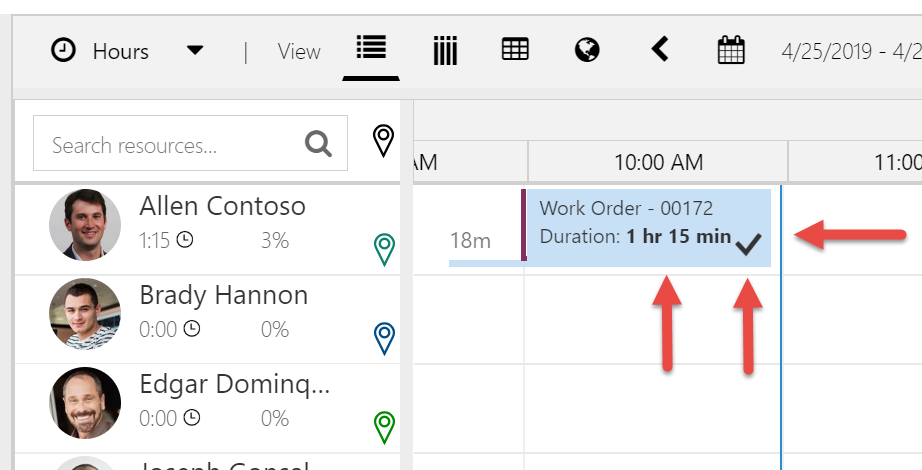 Hours | View 4/25/2019 - 4/2
Search resources...
AM 10:00 AM 11:00
Allen Contoso
1:15 3%
18m
Work Order - 00172
Duration: 1 hr 15 min
Brady Hannon
0:00 0%
Edgar Dominq...
0:00 0%